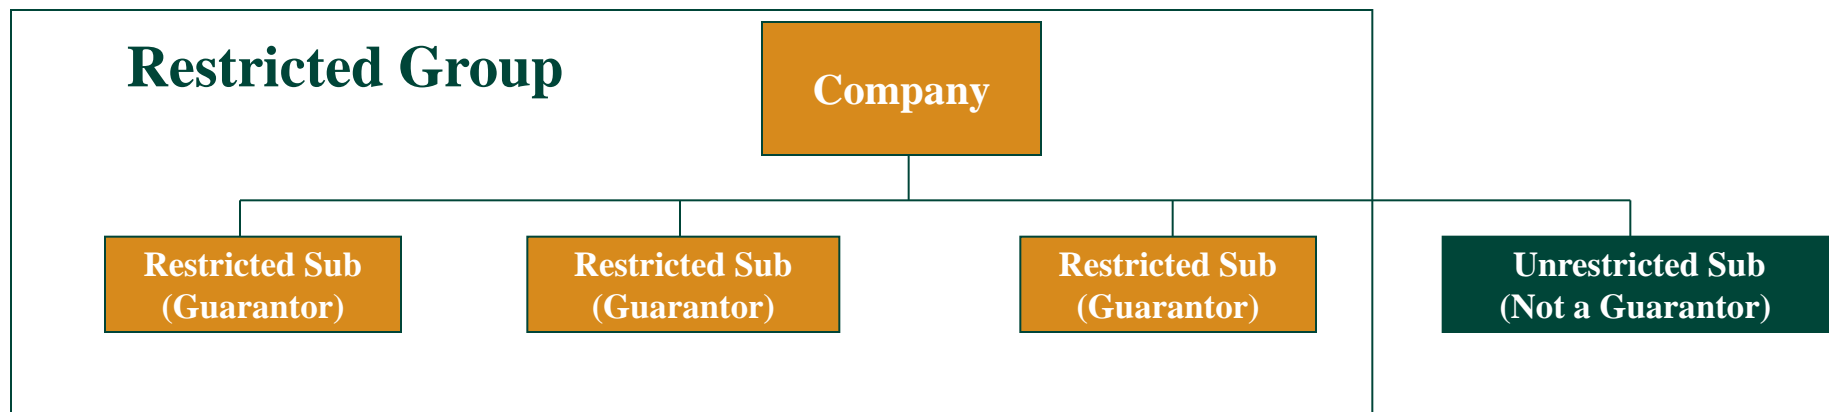 Restricted Group
Company
Restricted Sub
(Guarantor)
Restricted Sub
(Guarantor)
Restricted Sub
(Guarantor)
Unrestricted Sub
(Not a Guarantor)